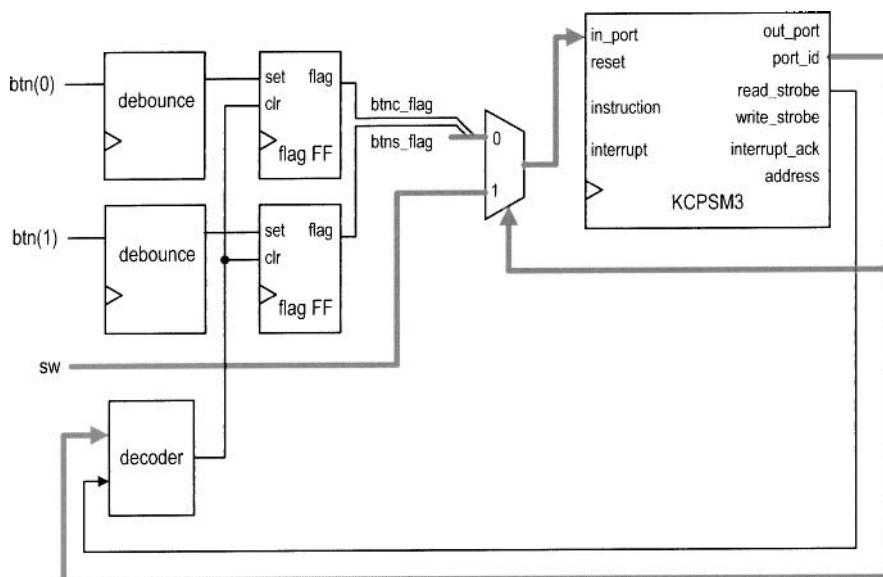 btn(0)
debounce
set
flag
clr
flag FF
btnc_flag
btns_flag
0
1
in_port
out_port
reset
port_id
read_strobe
instruction
write_strobe
interrupt
interrupt_ack
address
KCPSM3
btn(1)
debounce
set
flag
clr
flag FF
sw
decoder